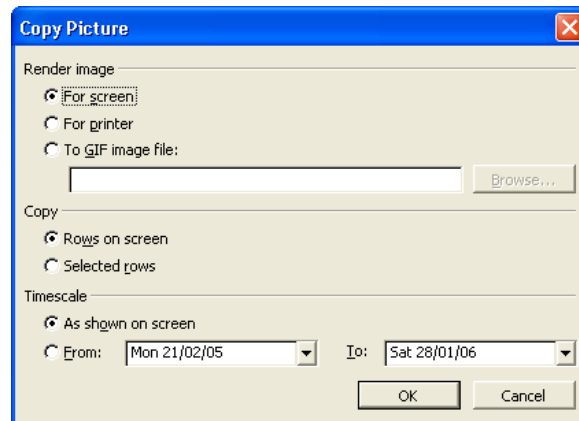 Copy Picture
Render image
For screen
For printer
To GIF image file:
Browse...
Copy
Rows on screen
Selected rows
Timescale
As shown on screen
From: Mon 21/02/05 To: Sat 28/01/06
OK Cancel